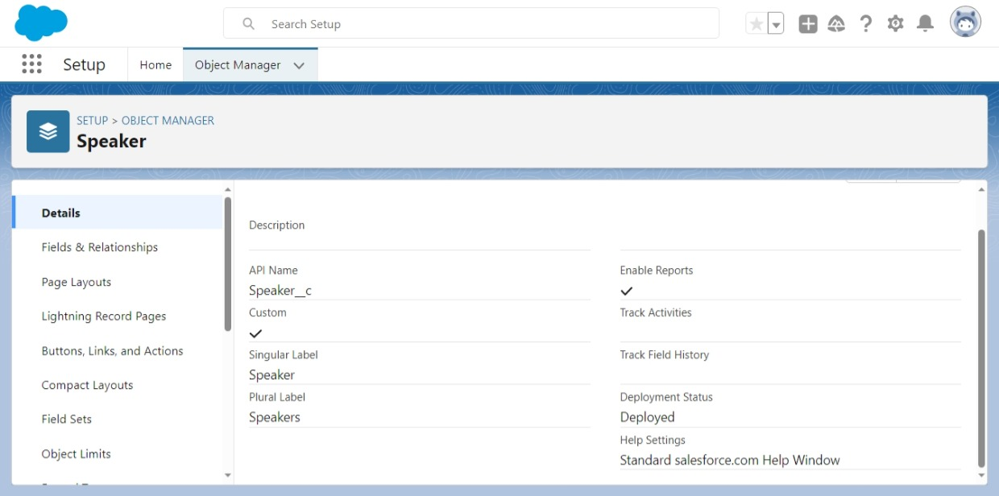 Search Setup
Setup
Home
Object Manager
SETUP > OBJECT MANAGER
Speaker
Details
Fields & Relationships
Page Layouts
Lightning Record Pages
Buttons, Links, and Actions
Compact Layouts
Field Sets
Object Limits
Description
API Name
Speaker__c
Custom
Singular Label
Speaker
Plural Label
Speakers
Enable Reports
Track Activities
Track Field History
Deployment Status
Deployed
Help Settings
Standard salesforce.com Help Window